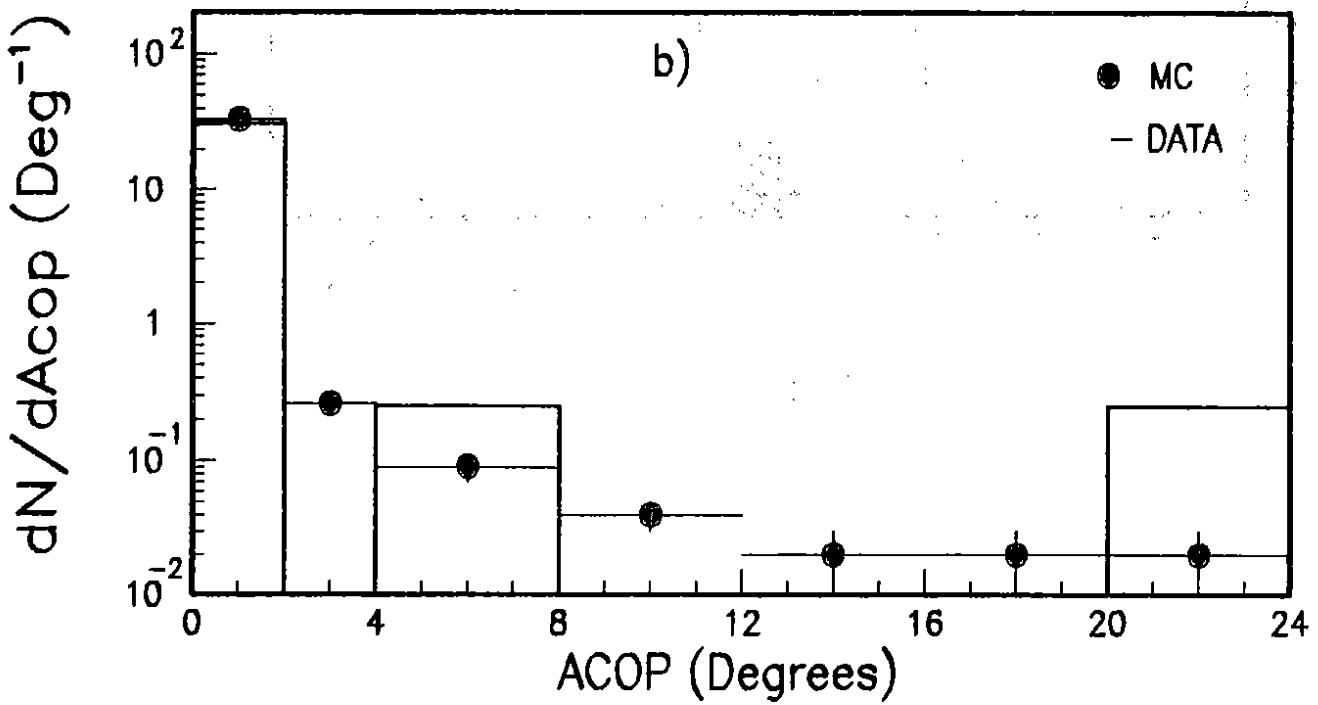 b)
MC
DATA
dN/dAcop (Deg⁻¹)
10²
10
1
10⁻¹
10⁻²
0 4 8 12 16 20 24
ACOP (Degrees)